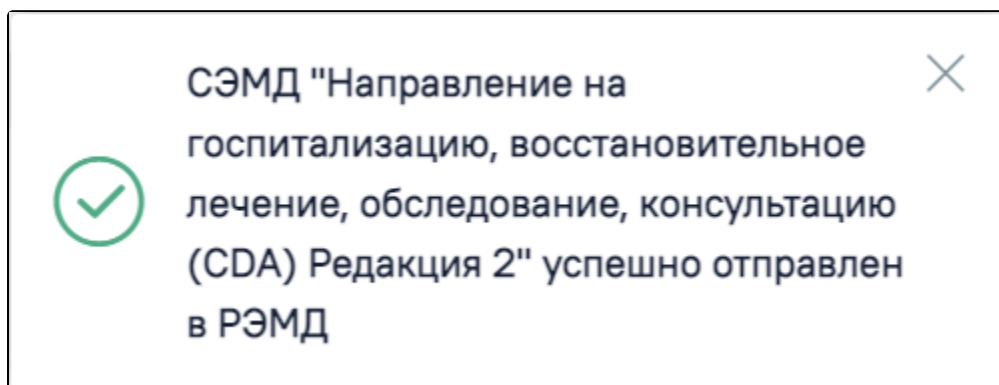 СЭМД "Направление на
госпитализацию, восстановительное
лечение, обследование, консультацию
(CDA) Редакция 2" успешно отправлен
в РЭМД